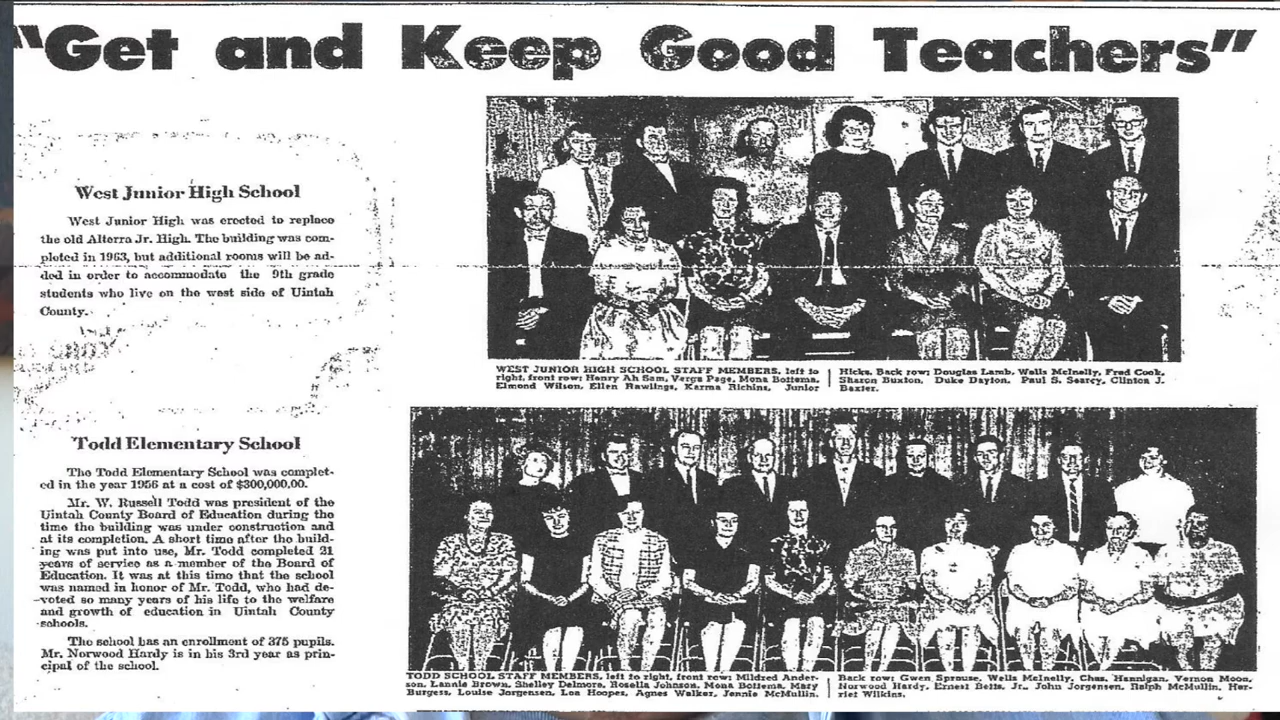 "Get and Keep Good Teachers"
West Junior High School
West Junior High was erected to replace
the old Alterra Jr. High. The building was com-
pleted in 1963, but additional rooms will be ad-
ded in order to accommodate the 9th grade
students who live on the west side of Uintah
County.
WEST JUNIOR HIGH SCHOOL STAFF MEMBERS, left to
right, front row; Henry Ah Sam, Verga Page, Mona Bottema,
Elmond Wilson, Ellen Rawlings, Karma Richins, Junior
Hicks, Back row; Douglas Lamb, Wells McInelly, Fred Cook,
Sharon Buxton, Duke Dayton, Paul S. Searcy, Clinton J.
Baxter.
Todd Elementary School
The Todd Elementary School was complet-
ed in the year 1956 at a cost of $300,000.00.
Mr. W. Russell Todd was president of the
Uintah County Board of Education during the
time the building was under construction and
at its completion. A short time after the build-
ing was put into use, Mr. Todd completed 21
years of service as a member of the Board of
Education. It was at this time that the school
was named in honor of Mr. Todd, who had de-
voted so many years of his life to the welfare
and growth of education in Uintah County
schools.
The school has an enrollment of 375 pupils.
Mr. Norwood Hardy is in his 3rd year as prin-
cipal of the school.
TODD SCHOOL STAFF MEMBERS, left to right, front row; Mildred Ander-
son, Lannie Brown, Shelley Delmore, Rosella Johnson, Mona Bottema, Mary
Burgess, Louise Jorgensen, Loa Hooper, Agnes Walker, Jennie McMullin.
Back row; Gwen Sprouse, Wells McInelly, Chas. Hannigan, Vernon Moon,
Norwood Hardy, Ernest Betts, Jr., John Jorgensen, Ralph McMullin, Har-
riet Wilkins.